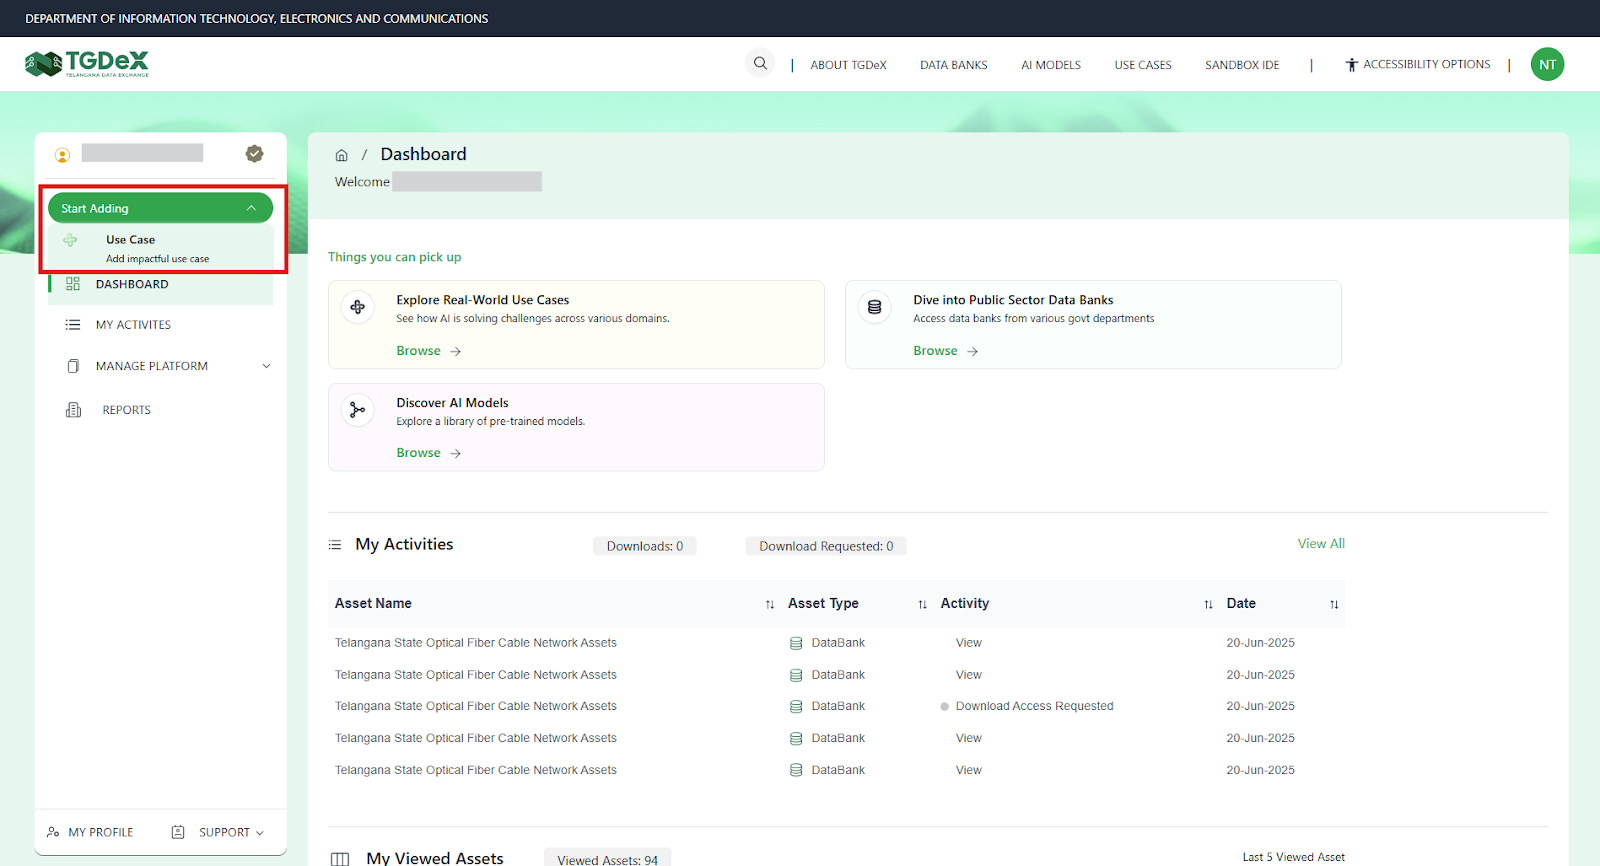 DEPARTMENT OF INFORMATION TECHNOLOGY, ELECTRONICS AND COMMUNICATIONS
TGDeX
TELANGANA DATA EXCHANGE
| ABOUT TGDeX DATA BANKS AI MODELS USE CASES SANDBOX IDE | ACCESSIBILITY OPTIONS | NT
Start Adding
Use Case
Add impactful use case
DASHBOARD
MY ACTIVITES
MANAGE PLATFORM
REPORTS
MY PROFILE SUPPORT
/ Dashboard
Welcome
Things you can pick up
Explore Real-World Use Cases
See how AI is solving challenges across various domains.
Browse →
Dive into Public Sector Data Banks
Access data banks from various govt departments
Browse →
Discover AI Models
Explore a library of pre-trained models.
Browse →
My Activities Downloads: 0 Download Requested: 0 View All
Asset Name Asset Type Activity Date
Telangana State Optical Fiber Cable Network Assets DataBank View 20-Jun-2025
Telangana State Optical Fiber Cable Network Assets DataBank View 20-Jun-2025
Telangana State Optical Fiber Cable Network Assets DataBank Download Access Requested 20-Jun-2025
Telangana State Optical Fiber Cable Network Assets DataBank View 20-Jun-2025
Telangana State Optical Fiber Cable Network Assets DataBank View 20-Jun-2025
My Viewed Assets Viewed Assets: 94 Last 5 Viewed Asset